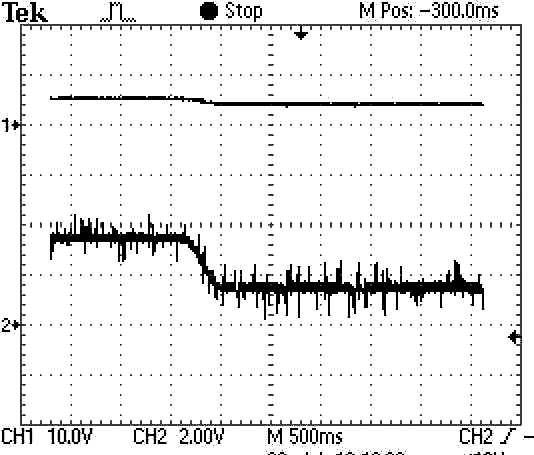 Tek Stop M Pos: −300.0ms
1
2
CH1 10.0V CH2 2.00V M 500ms CH2 −